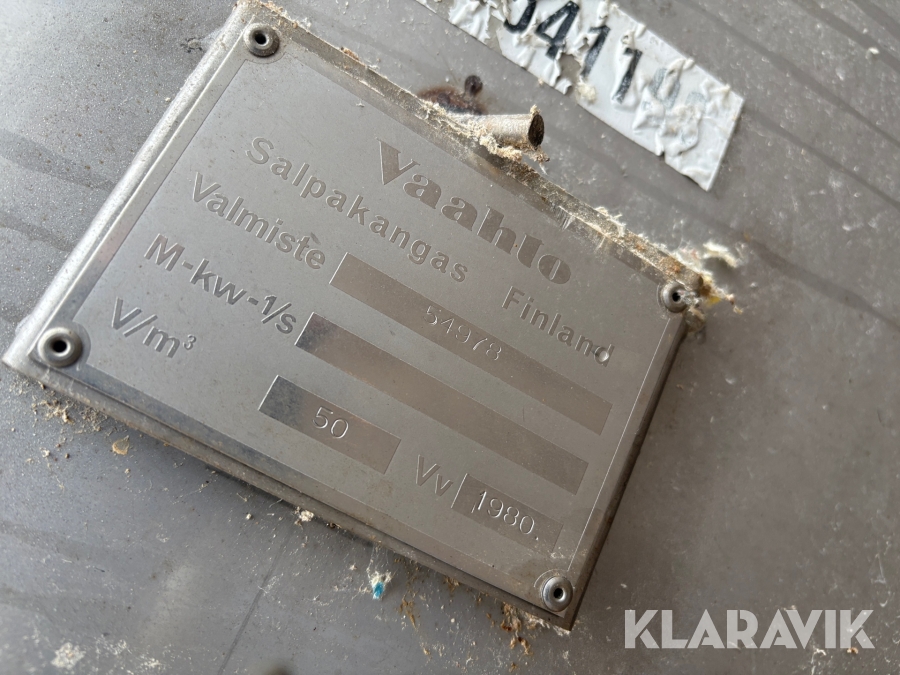 0411
Vaahto
Salpakangas Finland
Valmiste 54978
M-kw-1/s
V/m³ 50 Vv 1980
KLARAVIK